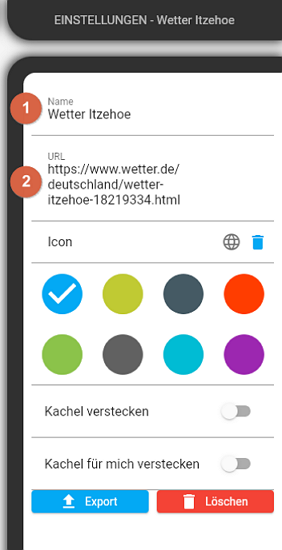 EINSTELLUNGEN - Wetter Itzehoe
1
Name
Wetter Itzehoe
2
URL
https://www.wetter.de/
deutschland/wetter-
itzehoe-18219334.html
Icon
Kachel verstecken
Kachel für mich verstecken
Export
Löschen